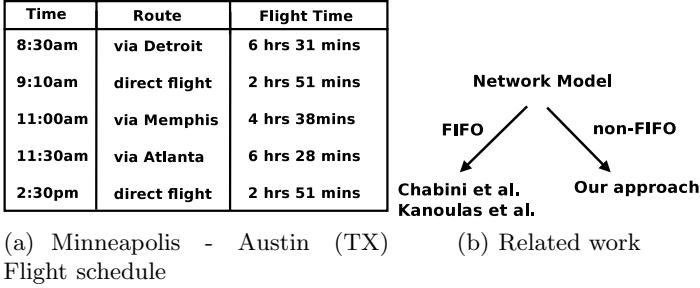 Time Route Flight Time
8:30am via Detroit 6 hrs 31 mins
9:10am direct flight 2 hrs 51 mins
11:00am via Memphis 4 hrs 38mins
11:30am via Atlanta 6 hrs 28 mins
2:30pm direct flight 2 hrs 51 mins
(a) Minneapolis - Austin (TX)
Flight schedule
Network Model
FIFO non-FIFO
Chabini et al.
Kanoulas et al.
Our approach
(b) Related work